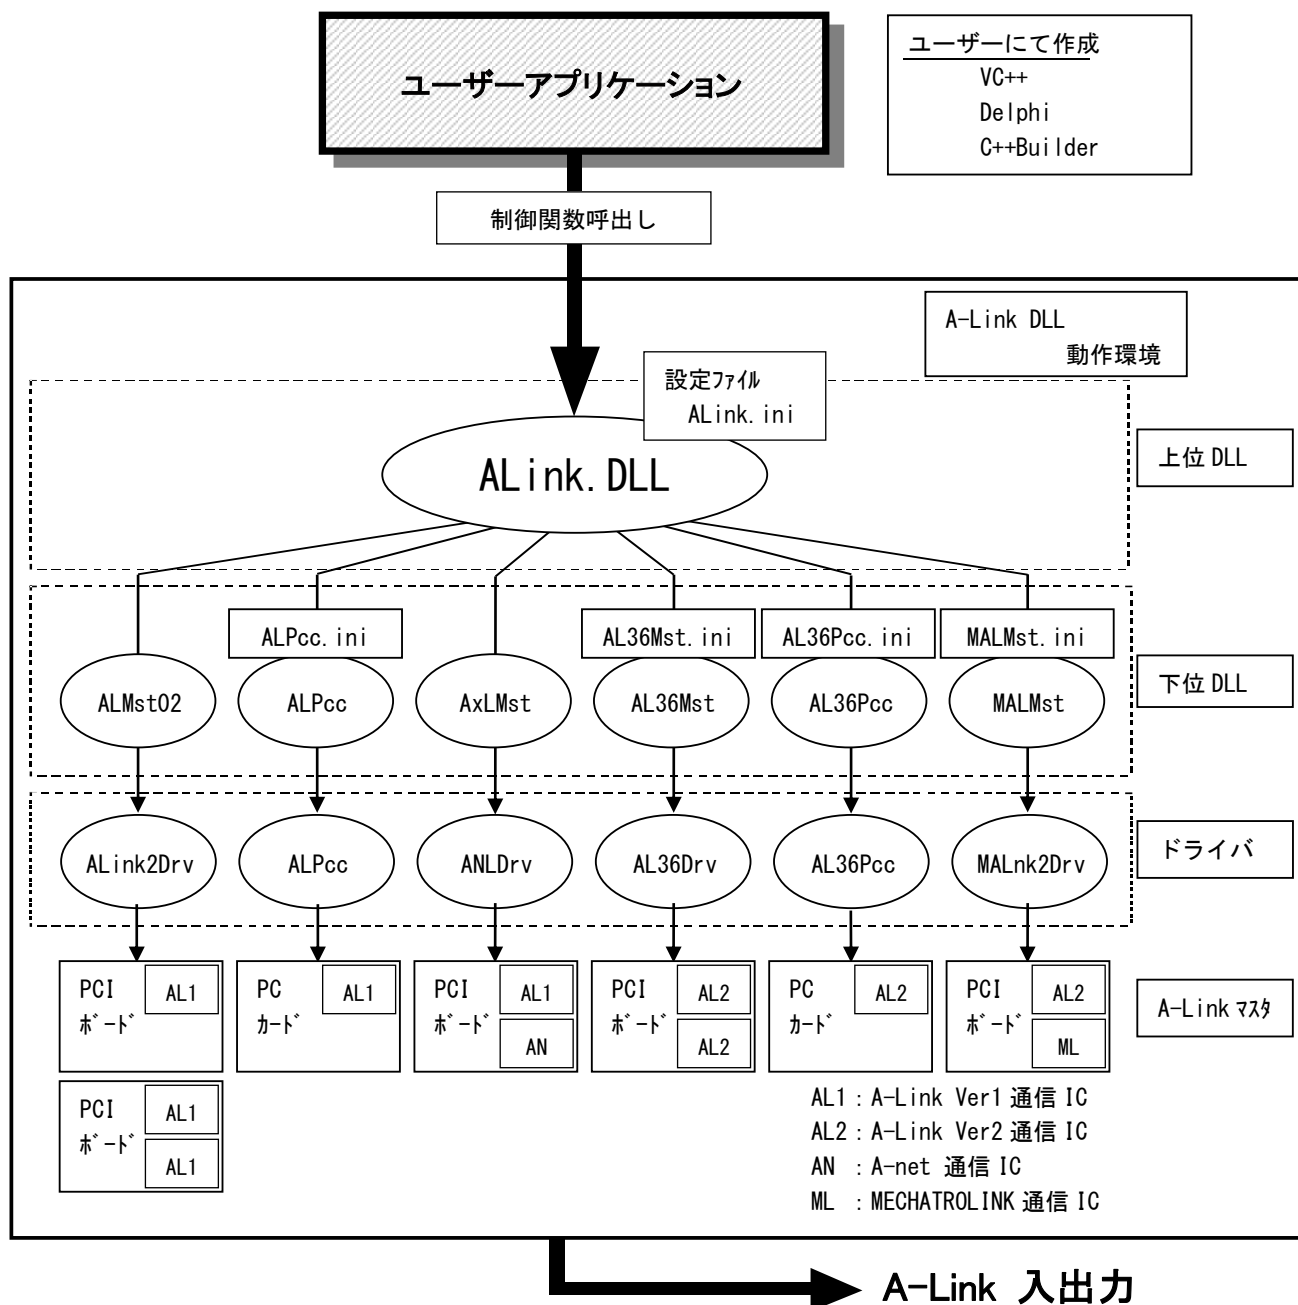 ユーザーアプリケーション
ユーザーにて作成
VC++
Delphi
C++Builder
制御関数呼出し
A-Link DLL
動作環境
設定ﾌｧｲﾙ
ALink.ini
ALink.DLL
上位 DLL
ALPcc.ini
AL36Mst.ini
AL36Pcc.ini
MALMst.ini
ALMst02
ALPcc
AxLMst
AL36Mst
AL36Pcc
MALMst
下位 DLL
ALink2Drv
ALPcc
ANLDrv
AL36Drv
AL36Pcc
MALnk2Drv
ドライバ
PCI
ﾎﾞｰﾄﾞ
AL1
PC
ｶｰﾄﾞ
AL1
PCI
ﾎﾞｰﾄﾞ
AL1
AN
PCI
ﾎﾞｰﾄﾞ
AL2
AL2
PC
ｶｰﾄﾞ
AL2
PCI
ﾎﾞｰﾄﾞ
AL2
ML
A-Link ﾏｽﾀ
PCI
ﾎﾞｰﾄﾞ
AL1
AL1
AL1：A-Link Ver1 通信 IC
AL2：A-Link Ver2 通信 IC
AN ：A-net 通信 IC
ML ：MECHATROLINK 通信 IC
A-Link 入出力